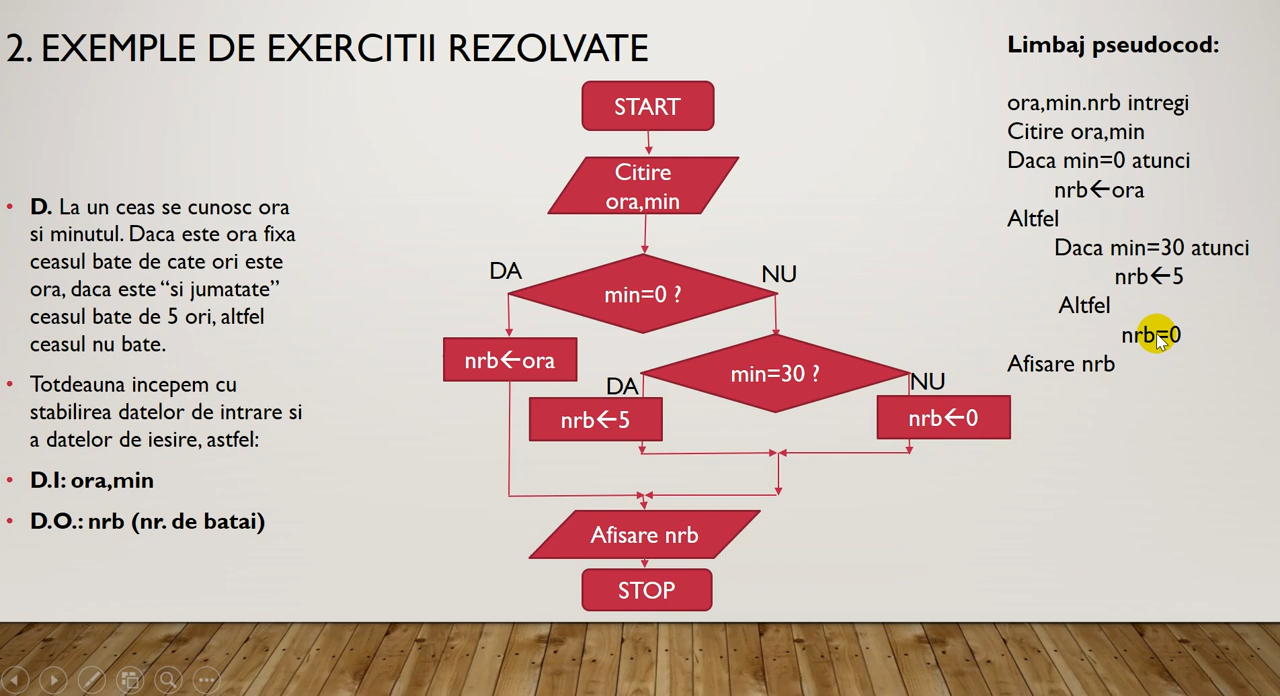 2. EXEMPLE DE EXERCITII REZOLVATE
• D. La un ceas se cunosc ora
si minutul. Daca este ora fixa
ceasul bate de cate ori este
ora, daca este “si jumatate”
ceasul bate de 5 ori, altfel
ceasul nu bate.
• Totdeauna incepem cu
stabilirea datelor de intrare si
a datelor de iesire, astfel:
• D.I: ora,min
• D.O.: nrb (nr. de batai)
START
Citire
ora,min
DA
NU
min=0 ?
nrb←ora
min=30 ?
DA
NU
nrb←5
nrb←0
Afisare nrb
STOP
Limbaj pseudocod:
ora,min.nrb intregi
Citire ora,min
Daca min=0 atunci
nrb←ora
Altfel
Daca min=30 atunci
nrb←5
Altfel
nrb=0
Afisare nrb